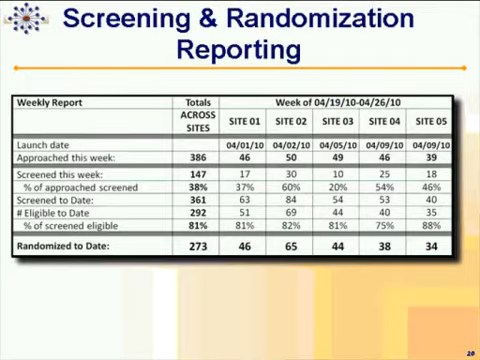 Screening & Randomization
Reporting
Weekly Report Totals ACROSS SITES Week of 04/19/10-04/26/10
SITE 01 SITE 02 SITE 03 SITE 04 SITE 05
Launch date 04/01/10 04/02/10 04/05/10 04/09/10 04/09/10
Approached this week: 386 46 50 49 46 39
Screened this week: 147 17 30 10 25 18
% of approached screened 38% 37% 60% 20% 54% 46%
Screened to Date: 361 63 84 54 53 40
# Eligible to Date 292 51 69 44 40 35
% of screened eligible 81% 81% 82% 81% 75% 88%
Randomized to Date: 273 46 65 44 38 34
20